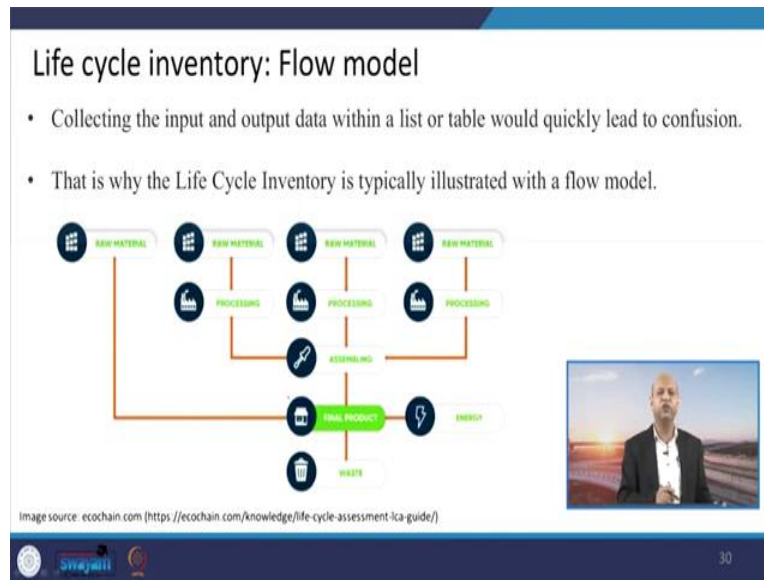 Life cycle inventory: Flow model
• Collecting the input and output data within a list or table would quickly lead to confusion.
• That is why the Life Cycle Inventory is typically illustrated with a flow model.
RAW MATERIAL RAW MATERIAL RAW MATERIAL RAW MATERIAL
PROCESSING PROCESSING PROCESSING
ASSEMBLING
FINAL PRODUCT ENERGY
WASTE
Image source: ecochain.com (https://ecochain.com/knowledge/life-cycle-assessment-lca-guide/)
swayam 30